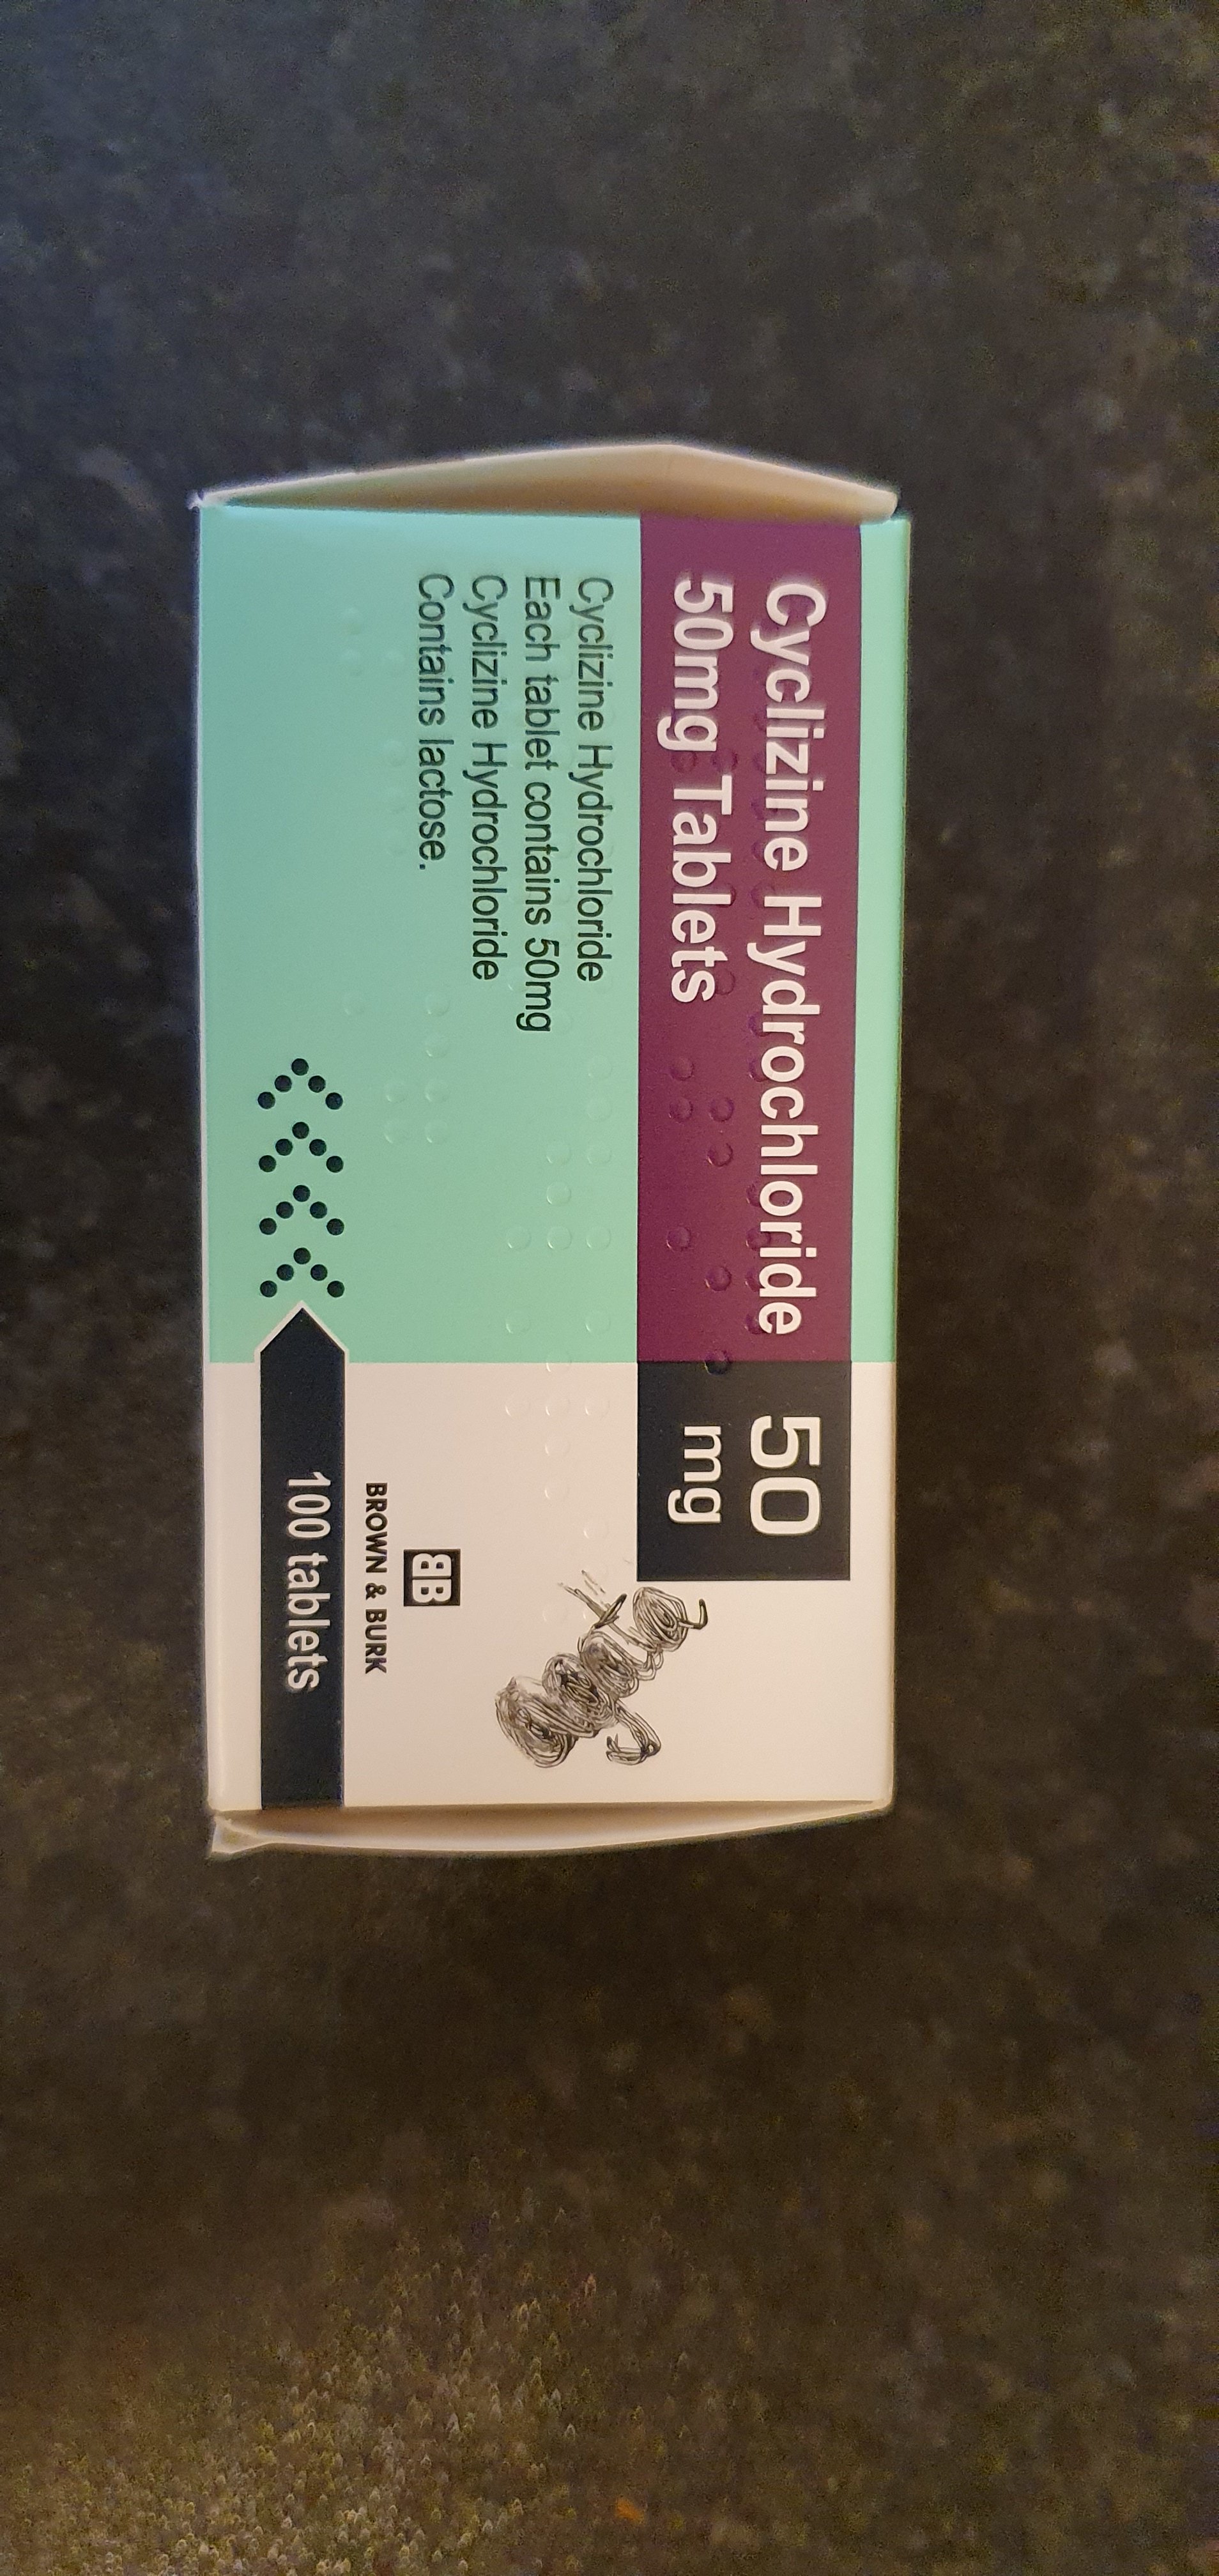 Cyclizine Hydrochloride
50mg Tablets
50
mg
Cyclizine Hydrochloride
Each tablet contains 50mg
Cyclizine Hydrochloride
Contains lactose.
BB
BROWN & BURK
100 tablets